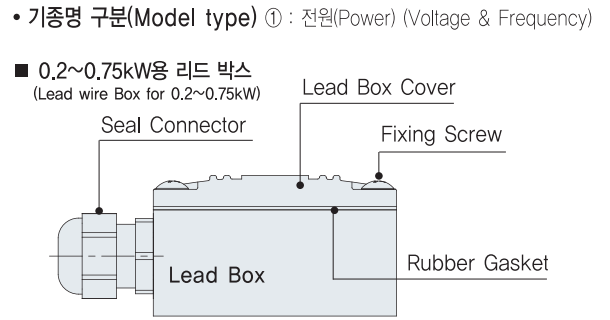 • 기종명 구분(Model type) ① : 전원(Power) (Voltage & Frequency)
■ 0.2~0.75kW용 리드 박스
(Lead wire Box for 0.2~0.75kW)
Lead Box Cover
Seal Connector
Fixing Screw
Rubber Gasket
Lead Box